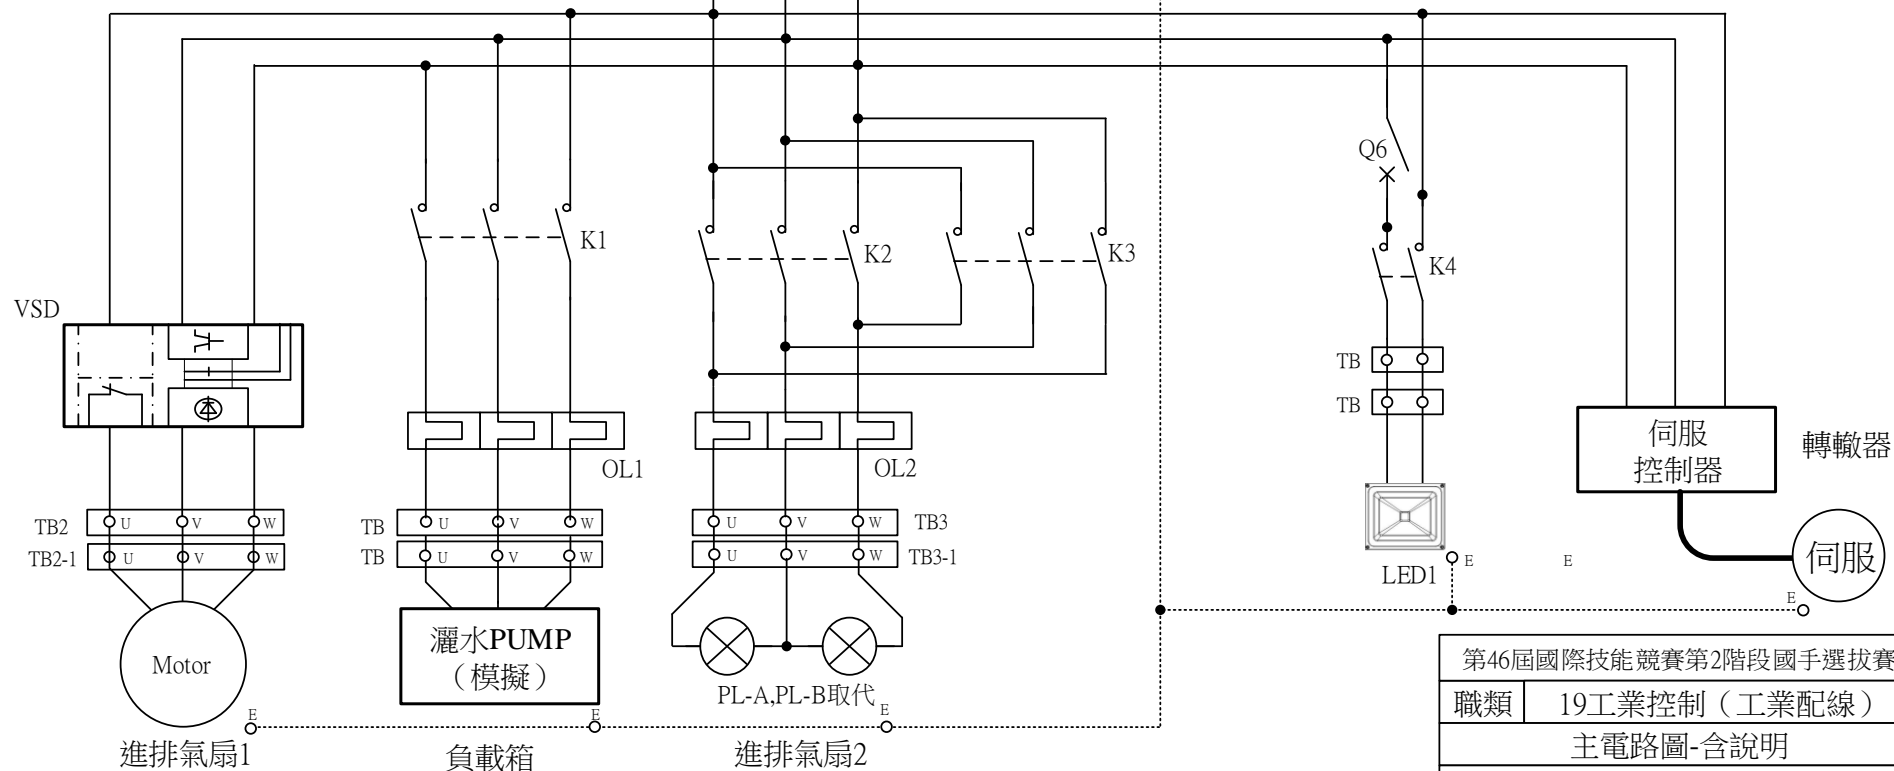 Q6
K1
K2
K3
K4
VSD
TB
TB
OL1
OL2
伺服
控制器
轉轍器
TB2
U V W
TB
U V W
U V W
TB3
TB2-1
U V W
TB
U V W
U V W
TB3-1
LED1
E
E
伺服
E
Motor
灑水PUMP
（模擬）
PL-A,PL-B取代
E
E
E
進排氣扇1
負載箱
進排氣扇2
第46屆國際技能競賽第2階段國手選拔賽
職類 19工業控制（工業配線）
主電路圖-含說明